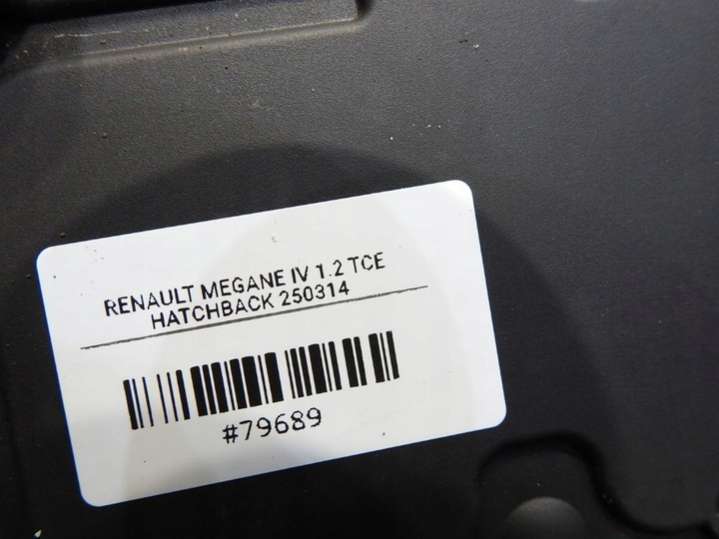 RENAULT MEGANE IV 1.2 TCE
HATCHBACK 250314
#79689